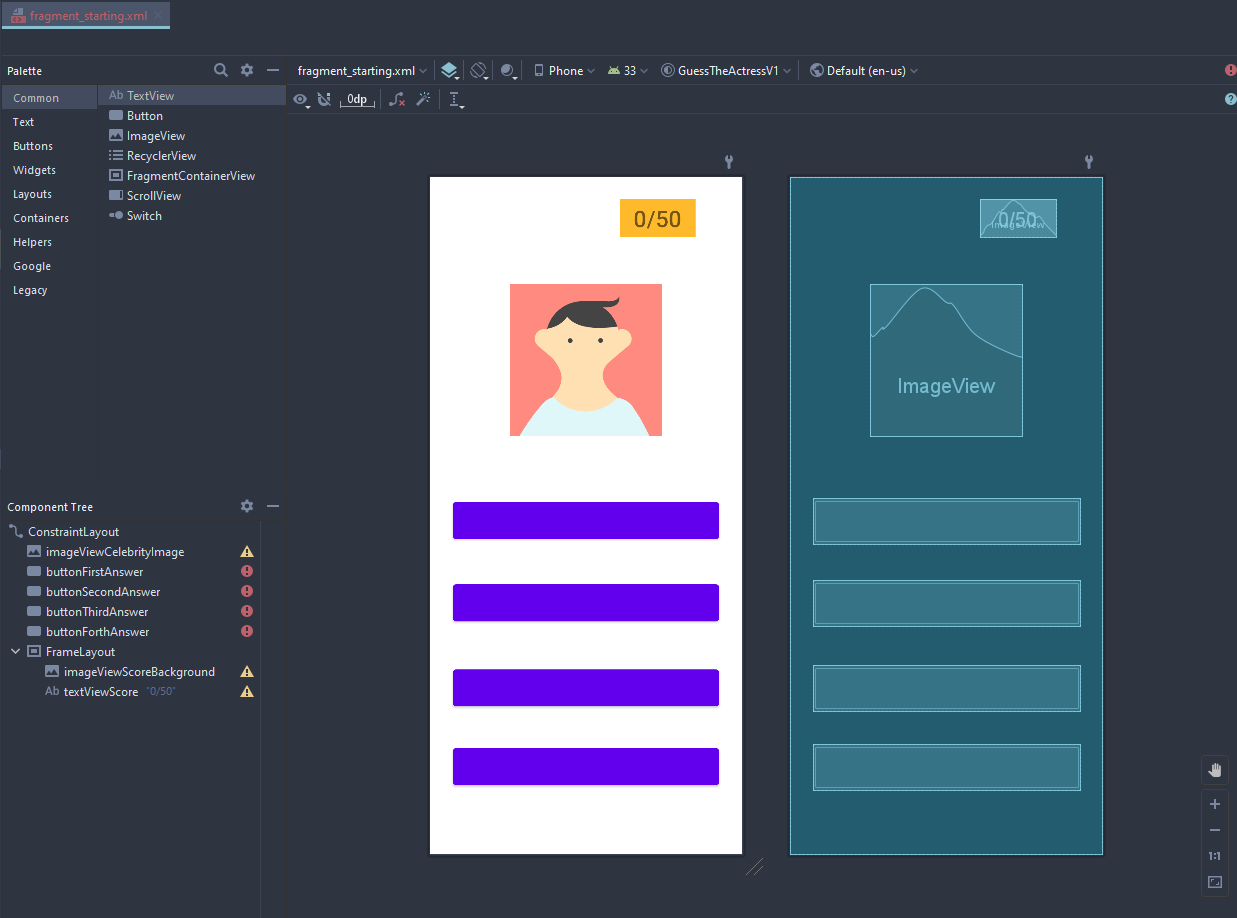 fragment_starting.xml
Palette
fragment_starting.xml
Phone
33
GuessTheActressV1
Default (en-us)
0dp
Common
Text
Buttons
Widgets
Layouts
Containers
Helpers
Google
Legacy
Ab TextView
Button
ImageView
RecyclerView
FragmentContainerView
ScrollView
Switch
0/50
0/50
ImageView
ImageView
Component Tree
ConstraintLayout
imageViewCelebrityImage
buttonFirstAnswer
buttonSecondAnswer
buttonThirdAnswer
buttonForthAnswer
FrameLayout
imageViewScoreBackground
Ab textViewScore "0/50"
1:1